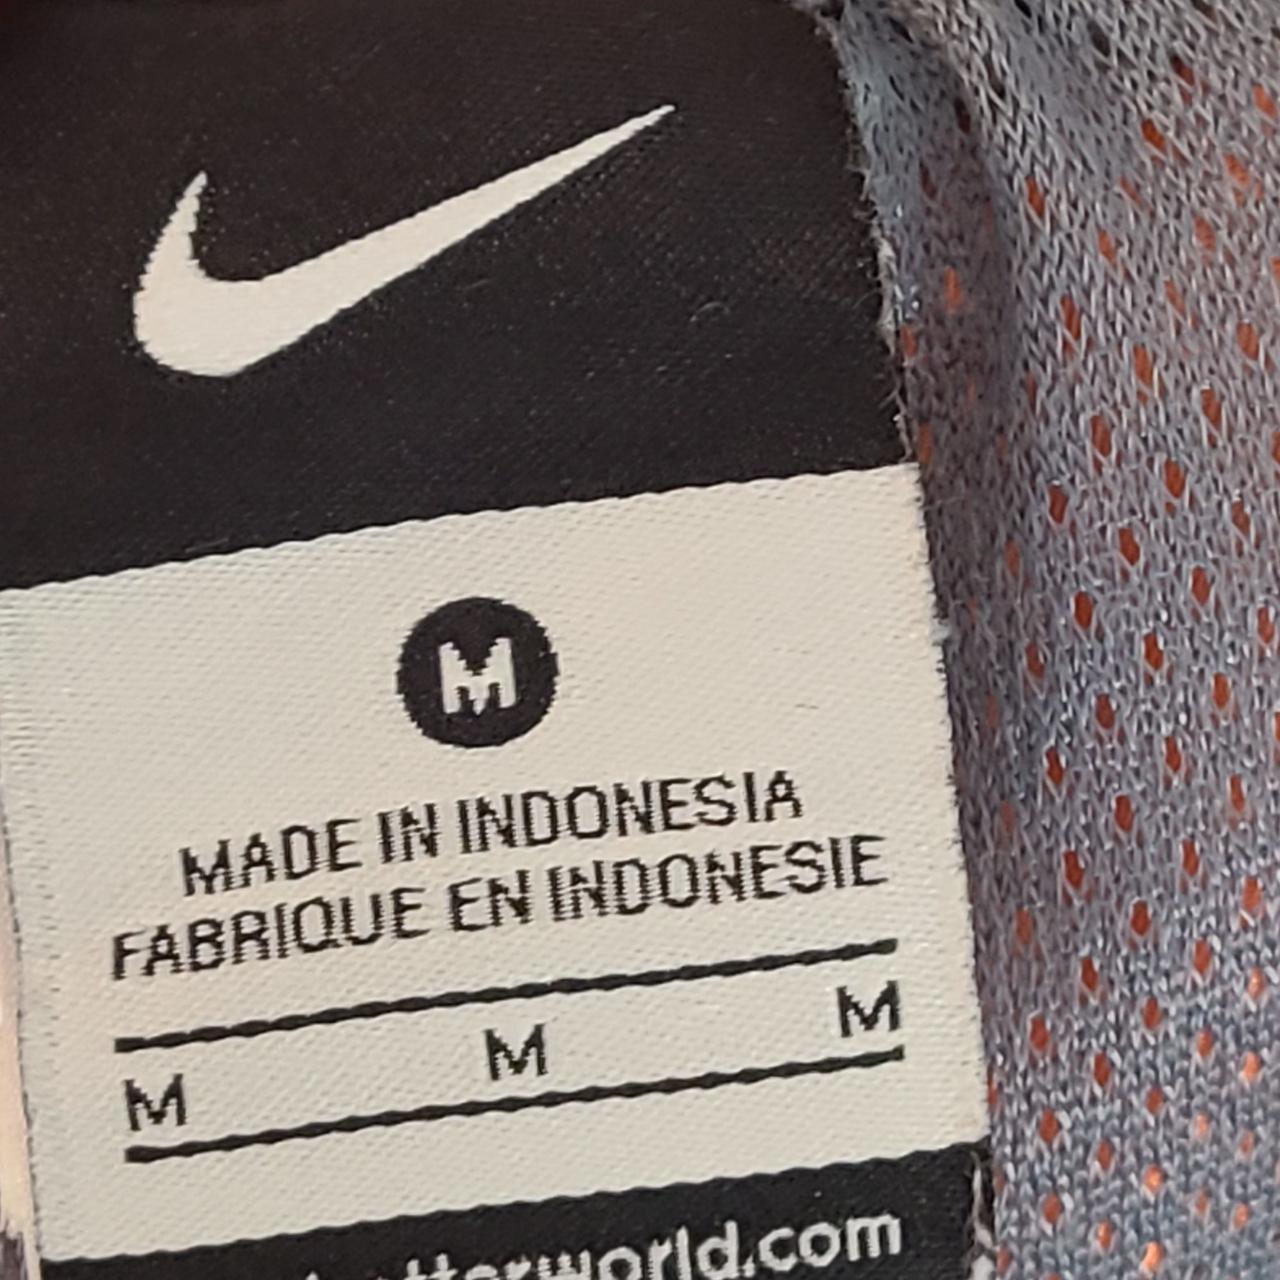 M
MADE IN INDONESIA
FABRIQUE EN INDONESIE
M M M